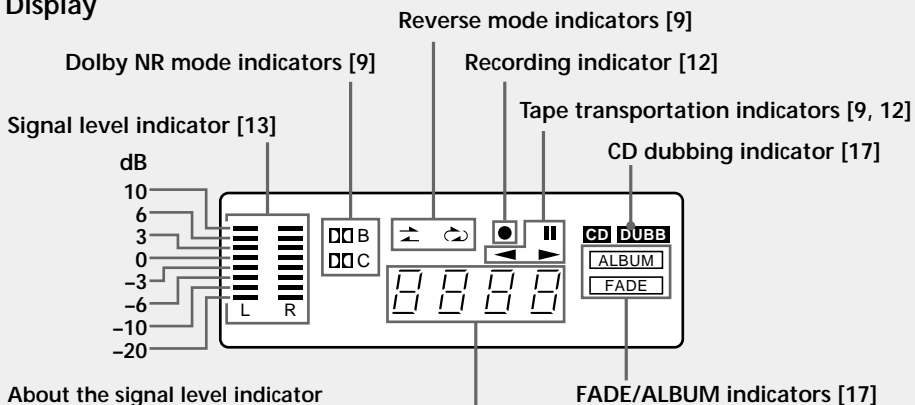 Display
Reverse mode indicators [9]
Dolby NR mode indicators [9]
Recording indicator [12]
Tape transportation indicators [9, 12]
Signal level indicator [13]
CD dubbing indicator [17]
dB
10
6
3
0
–3
–6
–10
–20
L R
B
C
CD DUBB
ALBUM
FADE
8888
About the signal level indicator
FADE/ALBUM indicators [17]